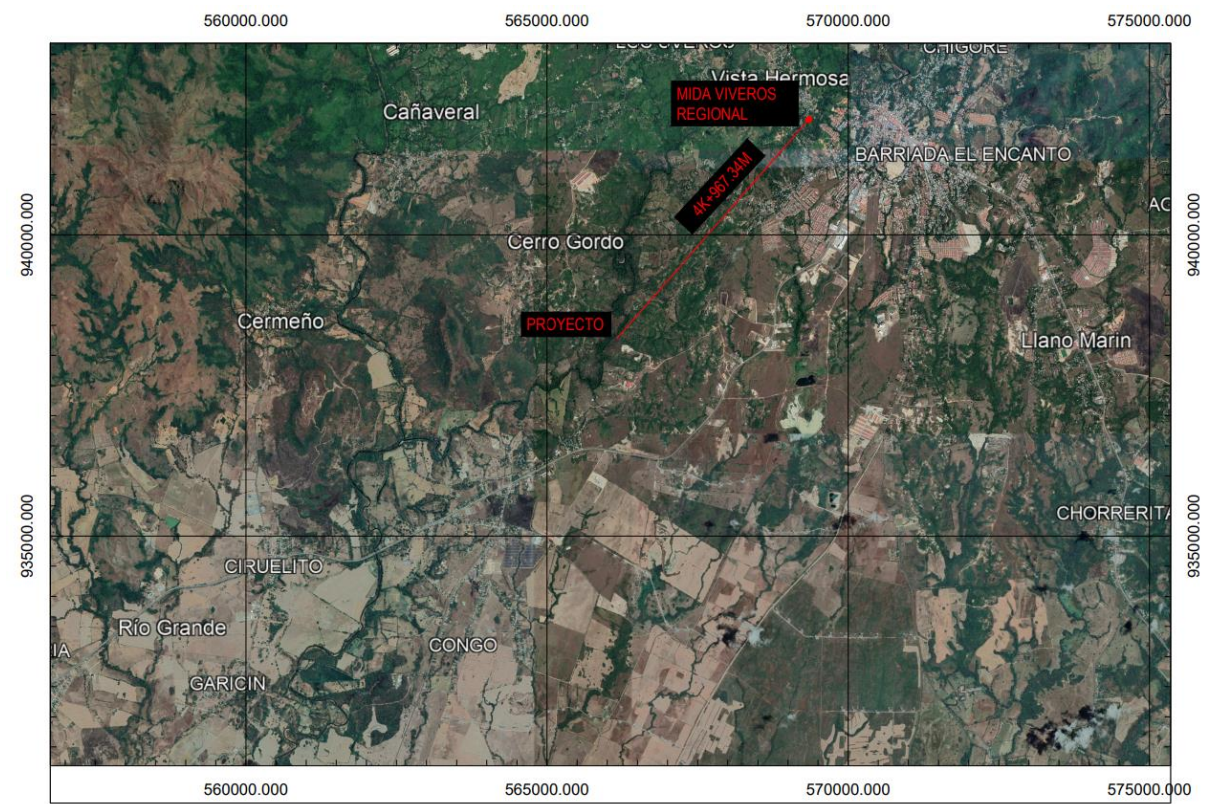 560000.000
565000.000
570000.000
575000.000
CHIGORE
Vista Hermosa
MIDA VIVEROS
REGIONAL
Cañaveral
BARRIADA EL ENCANTO
4K+967.34M
940000.000
940000.000
Cerro Gordo
PROYECTO
Cermeño
Llano Marin
CHORRERITA
935000.000
935000.000
CIRUELITO
Río Grande
CONGO
GARICIN
560000.000
565000.000
570000.000
575000.000